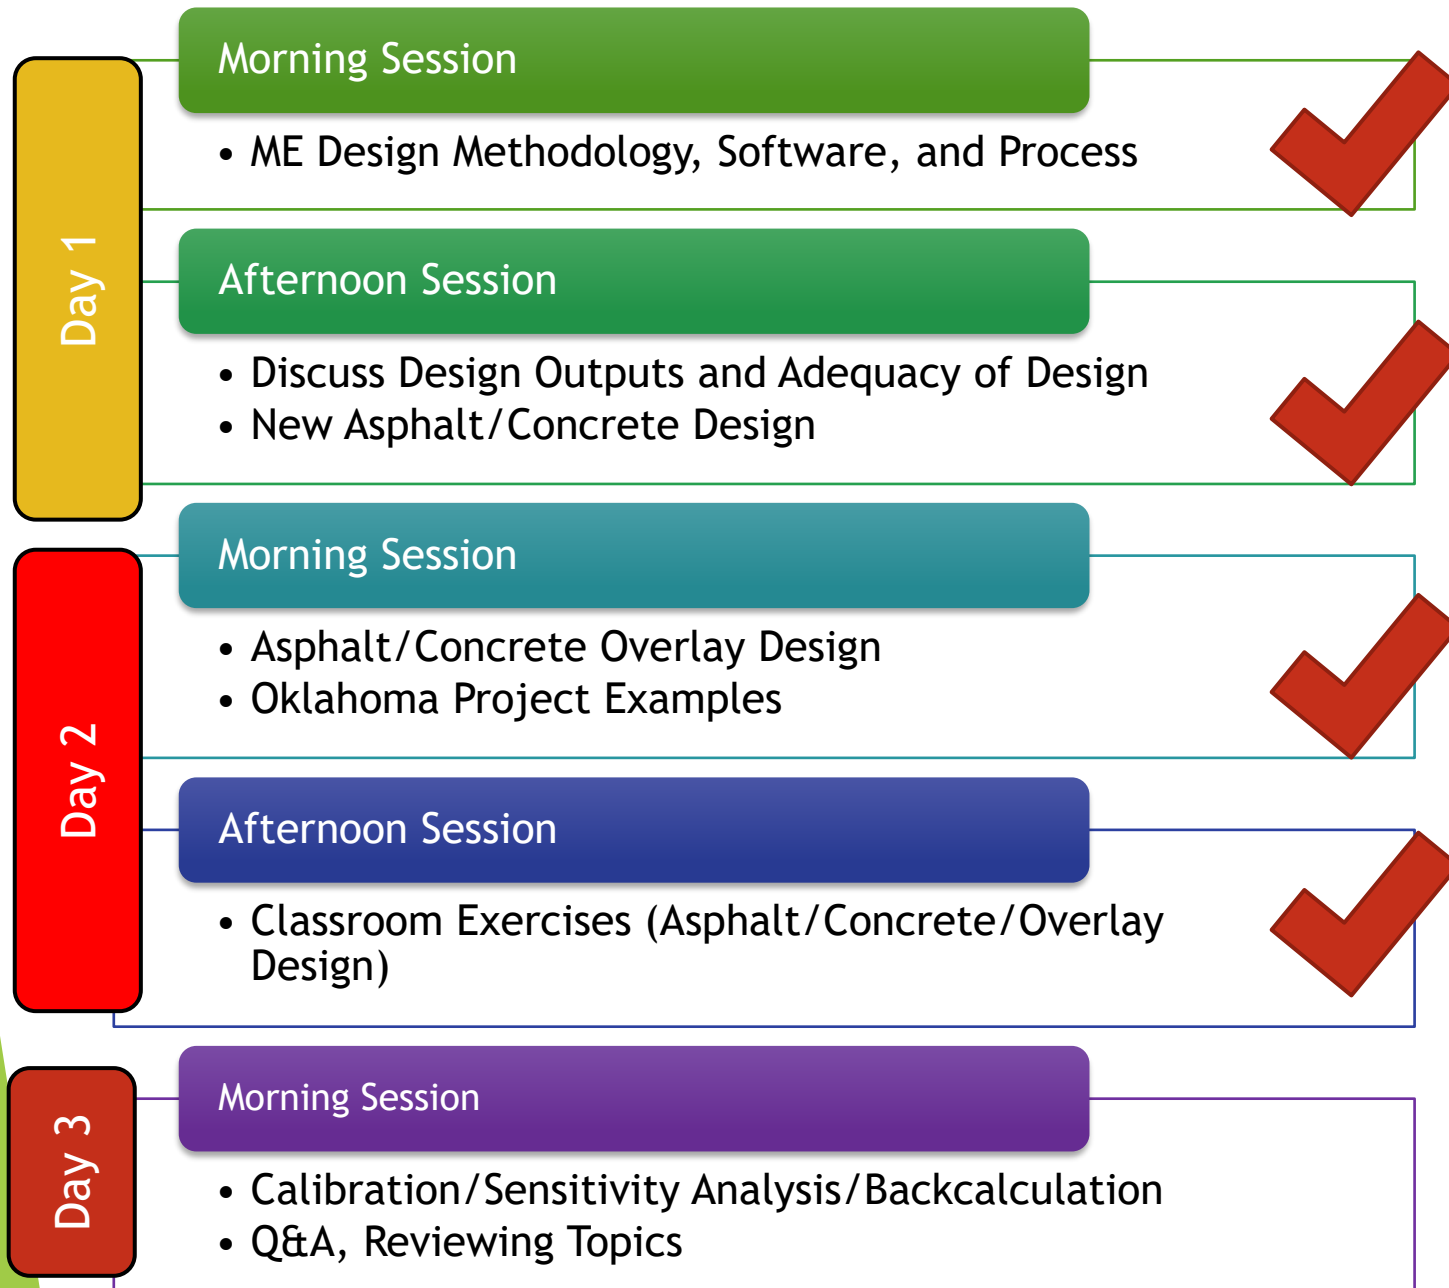 Day 1
Morning Session
• ME Design Methodology, Software, and Process
Afternoon Session
• Discuss Design Outputs and Adequacy of Design
• New Asphalt/Concrete Design
Day 2
Morning Session
• Asphalt/Concrete Overlay Design
• Oklahoma Project Examples
Afternoon Session
• Classroom Exercises (Asphalt/Concrete/Overlay
Design)
Day 3
Morning Session
• Calibration/Sensitivity Analysis/Backcalculation
• Q&A, Reviewing Topics